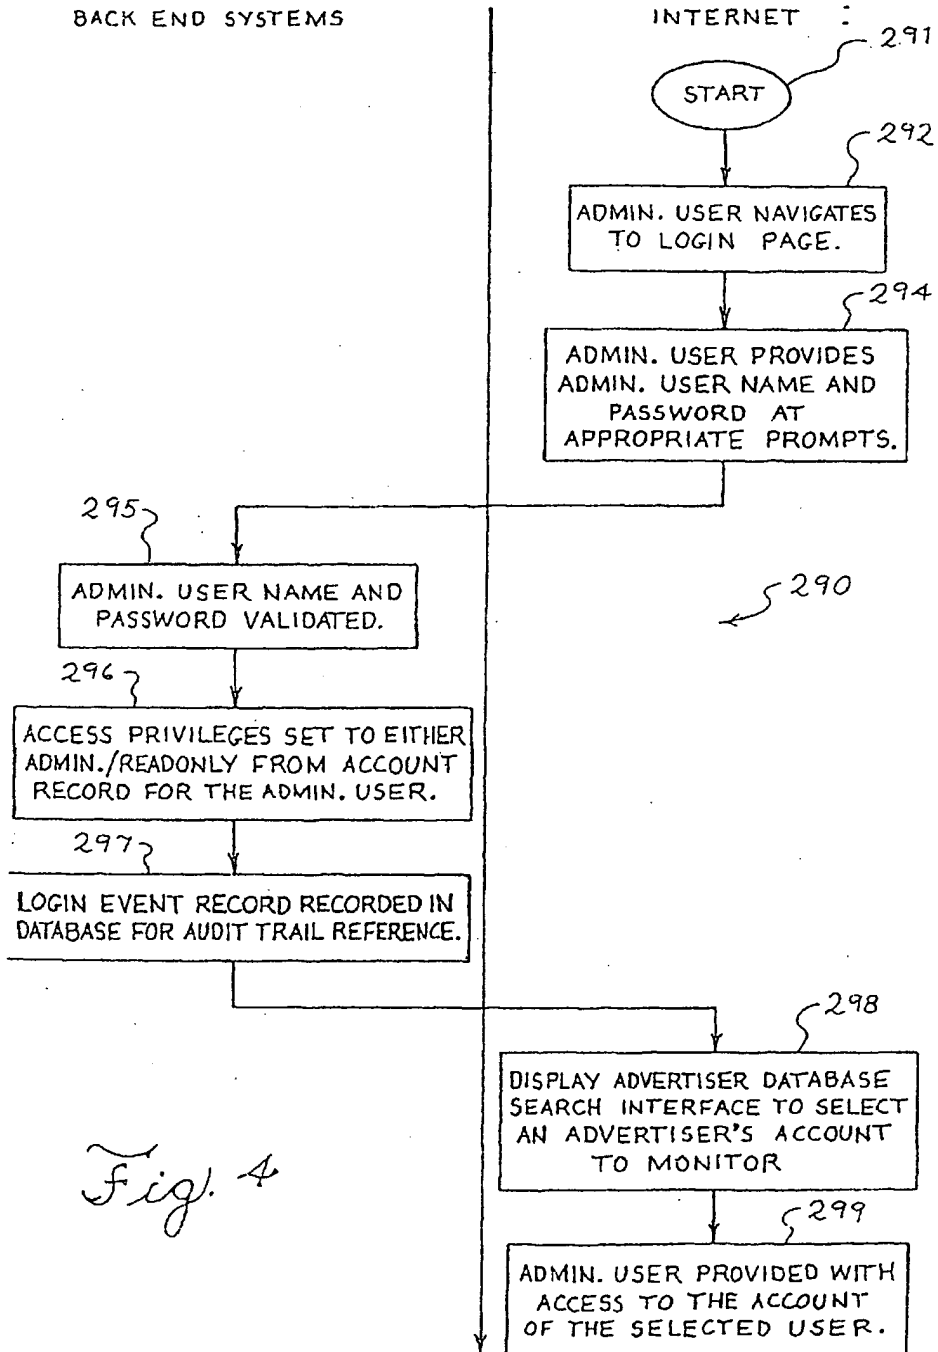 BACK END SYSTEMS
INTERNET
291
START
292
ADMIN. USER NAVIGATES
TO LOGIN PAGE.
294
ADMIN. USER PROVIDES
ADMIN. USER NAME AND
PASSWORD AT
APPROPRIATE PROMPTS.
295
ADMIN. USER NAME AND
PASSWORD VALIDATED.
290
296
ACCESS PRIVILEGES SET TO EITHER
ADMIN./READONLY FROM ACCOUNT
RECORD FOR THE ADMIN. USER.
297
LOGIN EVENT RECORD RECORDED IN
DATABASE FOR AUDIT TRAIL REFERENCE.
298
DISPLAY ADVERTISER DATABASE
SEARCH INTERFACE TO SELECT
AN ADVERTISER'S ACCOUNT
TO MONITOR
Fig. 4
299
ADMIN. USER PROVIDED WITH
ACCESS TO THE ACCOUNT
OF THE SELECTED USER.